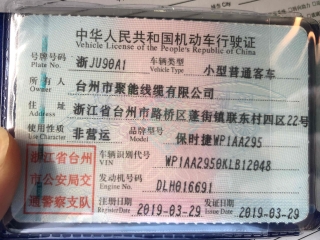 中华人民共和国机动车行驶证
Vehicle License of the People's Republic of China
号牌号码 浙JU90A1 车辆类型 小型普通客车
Plate No. Vehicle Type
所有人 台州市聚能线缆有限公司
Owner
住址 浙江省台州市路桥区蓬街镇联东村四区22号
Address
使用性质 非营运 品牌型号 保时捷WP1AA295
Use Character Model
浙江省台州 车辆识别代号 WP1AA2950KLB12048
VIN
市公安局交 发动机号码 DLH016691
Engine No.
通警察支队 注册日期 2019-03-29 发证日期 2019-03-29
Register Date Issue Date